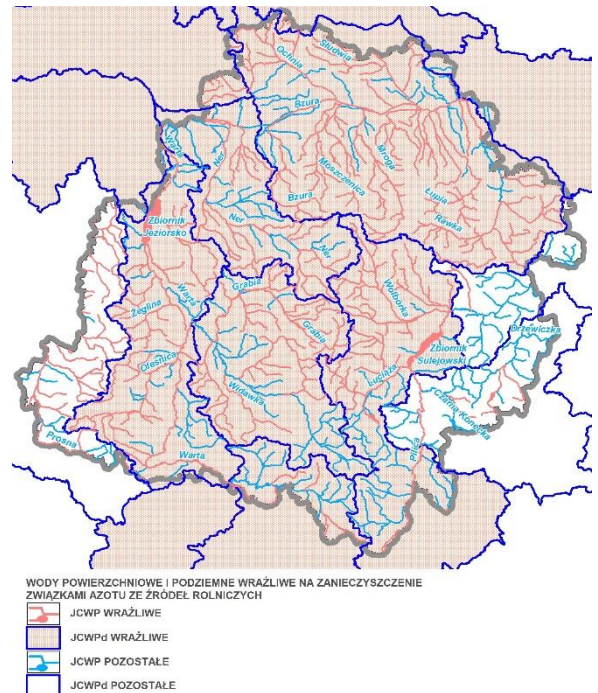 Słudwia
Ochnia
Bzura
Ner
Mroga
Moszczenica
Bzura
Łupia
Rawka
Ner
Zbiornik
Jeziorsko
Ner
Wolbórka
Grabia
Warta
Żeglina
Grabia
Drzewiczka
Zbiornik
Sulejowski
Oleśnica
Luciąża
Widawka
Czarna Konecka
Prosna
Pilica
Warta
WODY POWIERZCHNIOWE I PODZIEMNE WRAŻLIWE NA ZANIECZYSZCZENIE
ZWIĄZKAMI AZOTU ZE ŹRÓDEŁ ROLNICZYCH
JCWP WRAŻLIWE
JCWPd WRAŻLIWE
JCWP POZOSTAŁE
JCWPd POZOSTAŁE